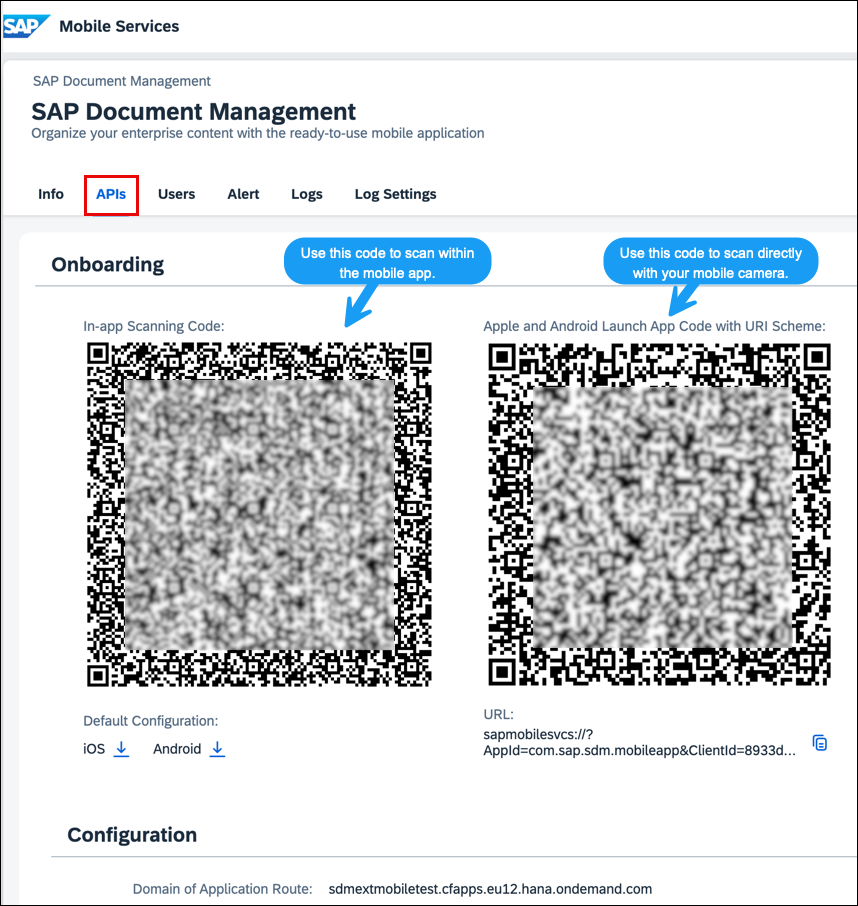 SAP Mobile Services
SAP Document Management
SAP Document Management
Organize your enterprise content with the ready-to-use mobile application
Info APIs Users Alert Logs Log Settings
Onboarding
Use this code to scan within
the mobile app.
Use this code to scan directly
with your mobile camera.
In-app Scanning Code:
Apple and Android Launch App Code with URI Scheme:
Default Configuration:
iOS Android
URL:
sapmobilesvcs://?
AppId=com.sap.sdm.mobileapp&ClientId=8933d...
Configuration
Domain of Application Route: sdmextmobiletest.cfapps.eu12.hana.ondemand.com